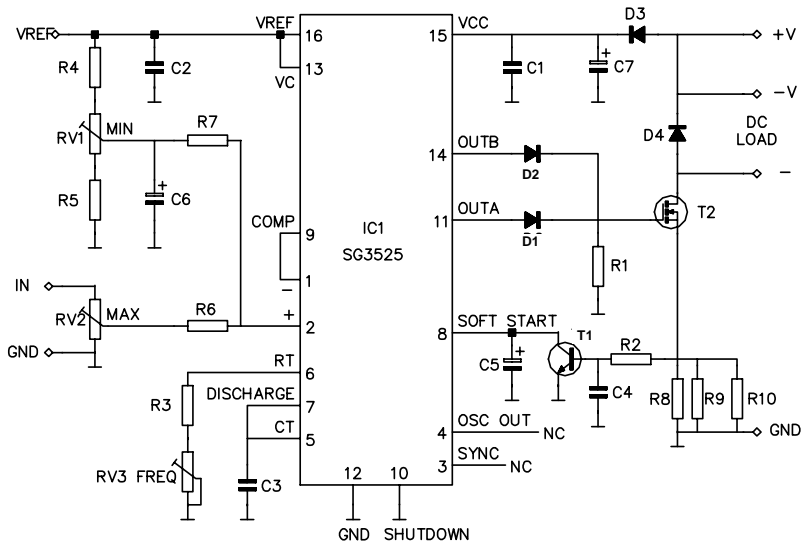 VREF
VREF
16
15
VCC
D3
+V
R4
C2
13
VC
C1
+
C7
-V
RV1
MIN
R7
DC
LOAD
D4
OUTB
14
D2
-
R5
+
C6
COMP
9
IC1
SG3525
OUTA
11
D1
T2
R1
1
-
IN
RV2
MAX
R6
+
2
GND
8
SOFT START
T1
RT
6
+
C5
R2
R3
DISCHARGE
7
C4
R8
R9
R10
CT
5
4
OSC OUT
NC
GND
3
SYNC
NC
RV3 FREQ
C3
12
10
GND
SHUTDOWN